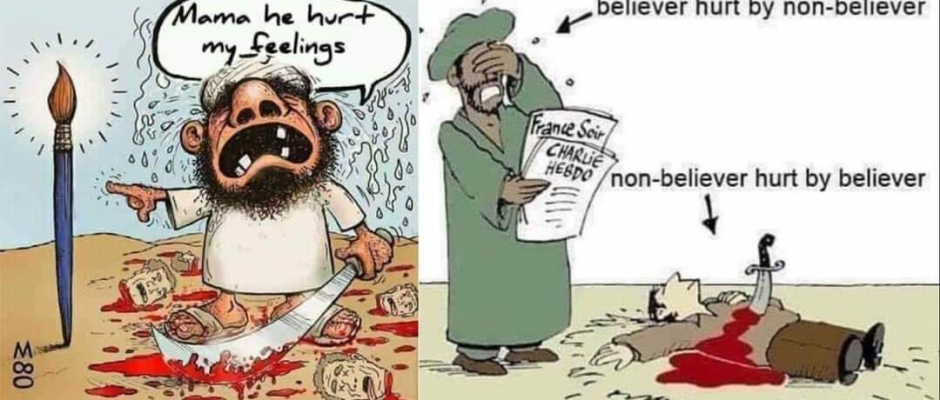 Mama he hurt
my feelings
M80
believer hurt by non-believer
France Soir
CHARLIE
HEBDO
non-believer hurt by believer